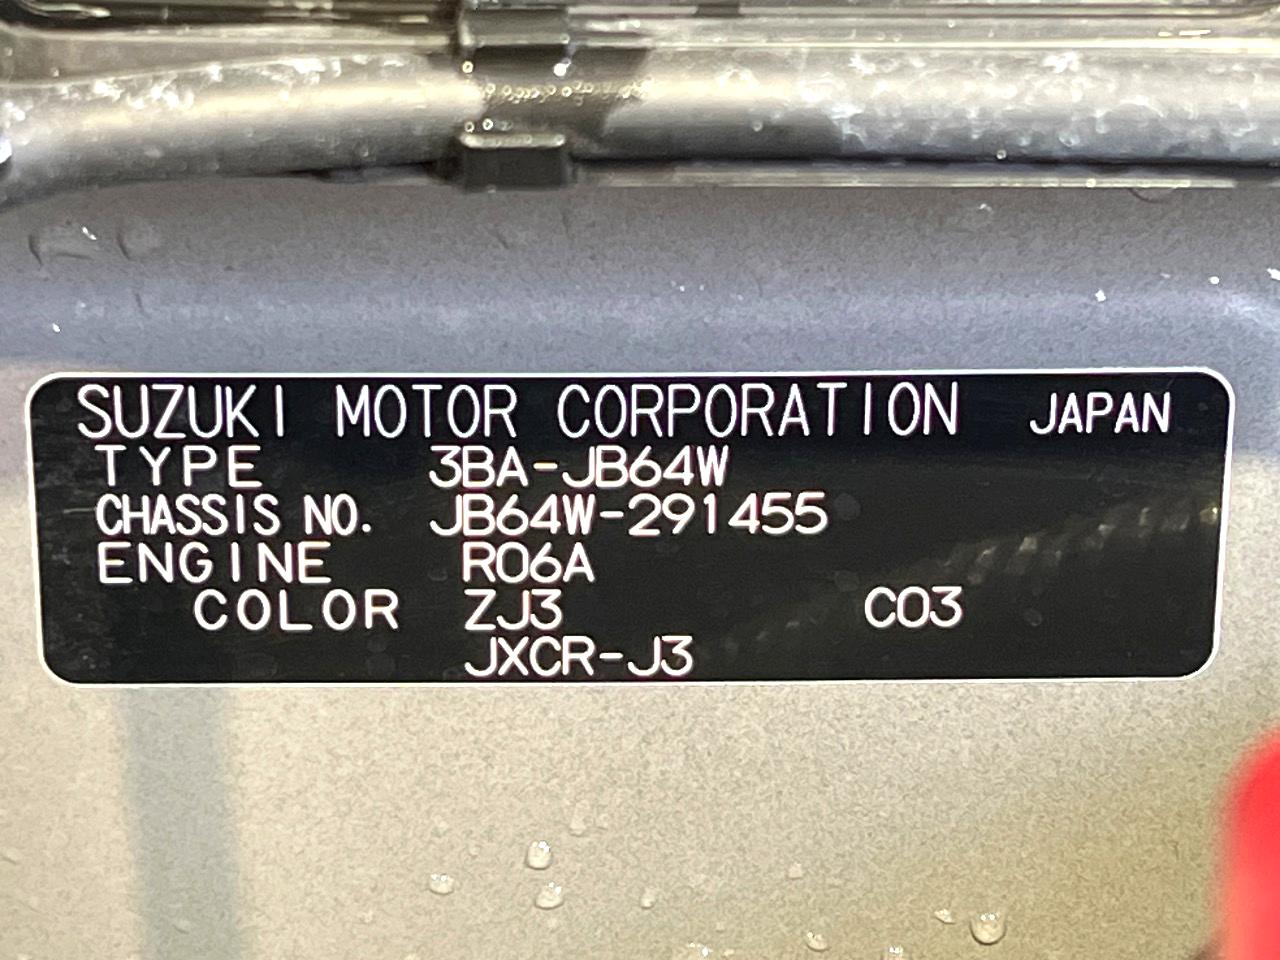 SUZUKI MOTOR CORPORATION JAPAN
TYPE 3BA-JB64W
CHASSIS NO. JB64W-291455
ENGINE R06A
COLOR ZJ3 C03
JXCR-J3